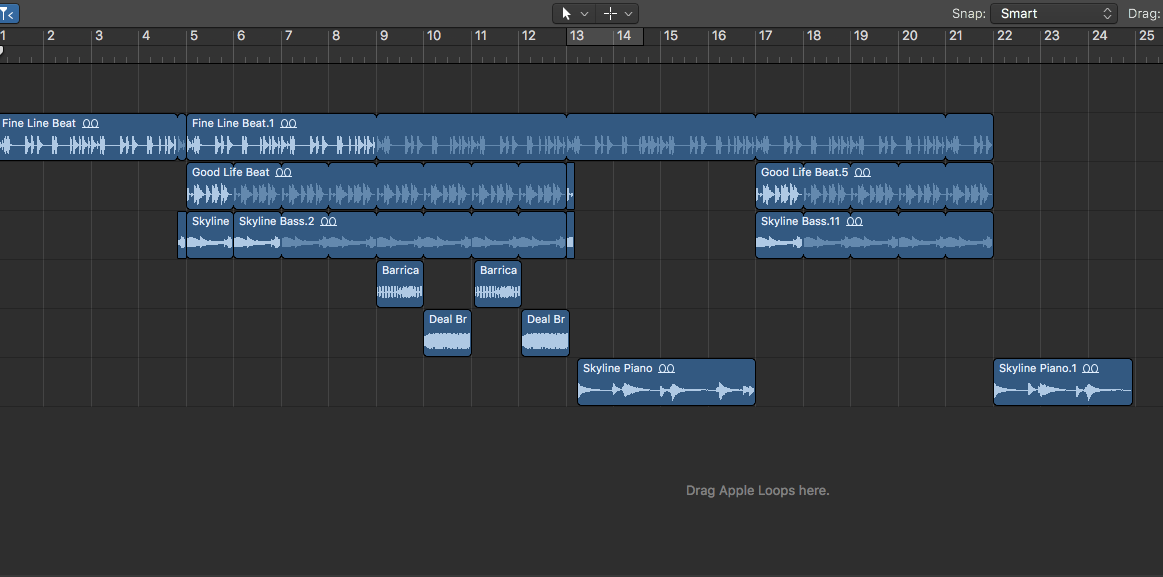 Snap: Smart Drag:
1 2 3 4 5 6 7 8 9 10 11 12 13 14 15 16 17 18 19 20 21 22 23 24 25
Fine Line Beat Fine Line Beat.1
Good Life Beat Good Life Beat.5
Skyline Skyline Bass.2 Skyline Bass.11
Barrica Barrica
Deal Br Deal Br
Skyline Piano Skyline Piano.1
Drag Apple Loops here.